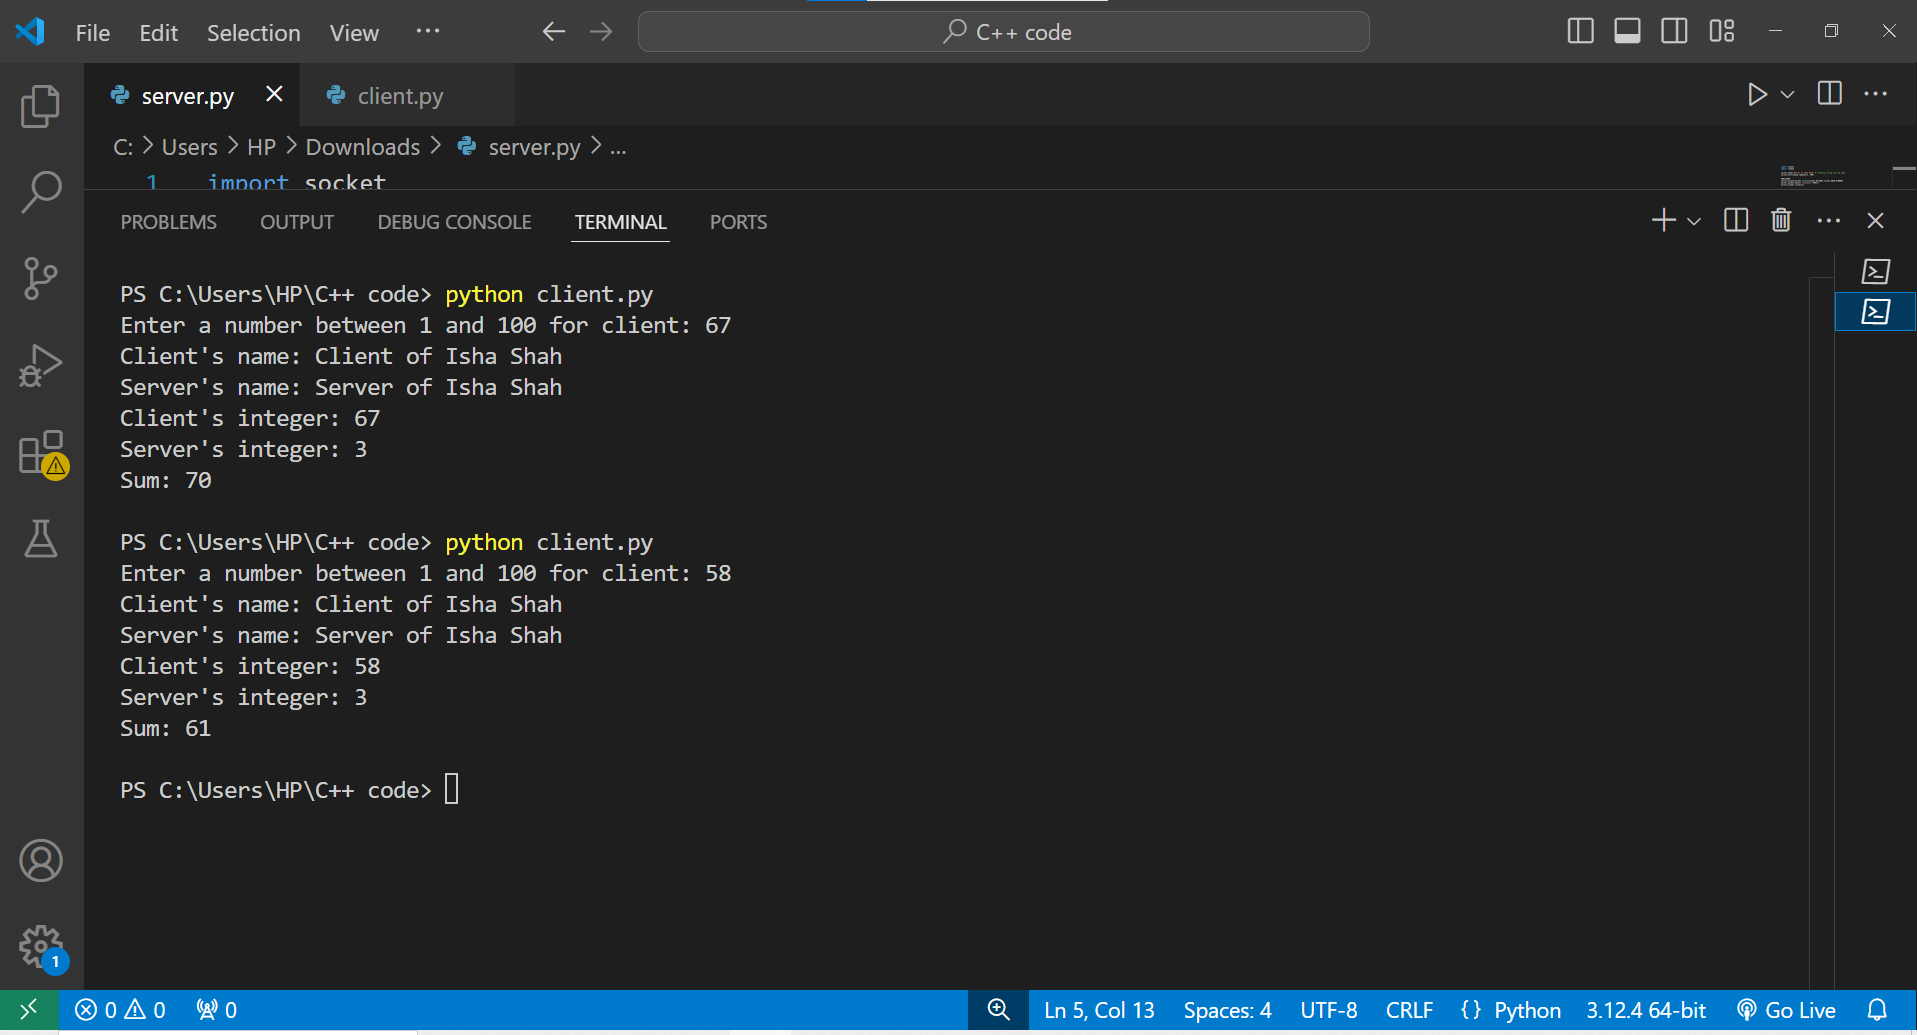 File Edit Selection View ··· C++ code
server.py client.py
C: > Users > HP > Downloads > server.py > ...
1 import socket
PROBLEMS OUTPUT DEBUG CONSOLE TERMINAL PORTS
PS C:\Users\HP\C++ code> python client.py
Enter a number between 1 and 100 for client: 67
Client's name: Client of Isha Shah
Server's name: Server of Isha Shah
Client's integer: 67
Server's integer: 3
Sum: 70
PS C:\Users\HP\C++ code> python client.py
Enter a number between 1 and 100 for client: 58
Client's name: Client of Isha Shah
Server's name: Server of Isha Shah
Client's integer: 58
Server's integer: 3
Sum: 61
PS C:\Users\HP\C++ code>
1
0 0 0 Ln 5, Col 13 Spaces: 4 UTF-8 CRLF {} Python 3.12.4 64-bit Go Live